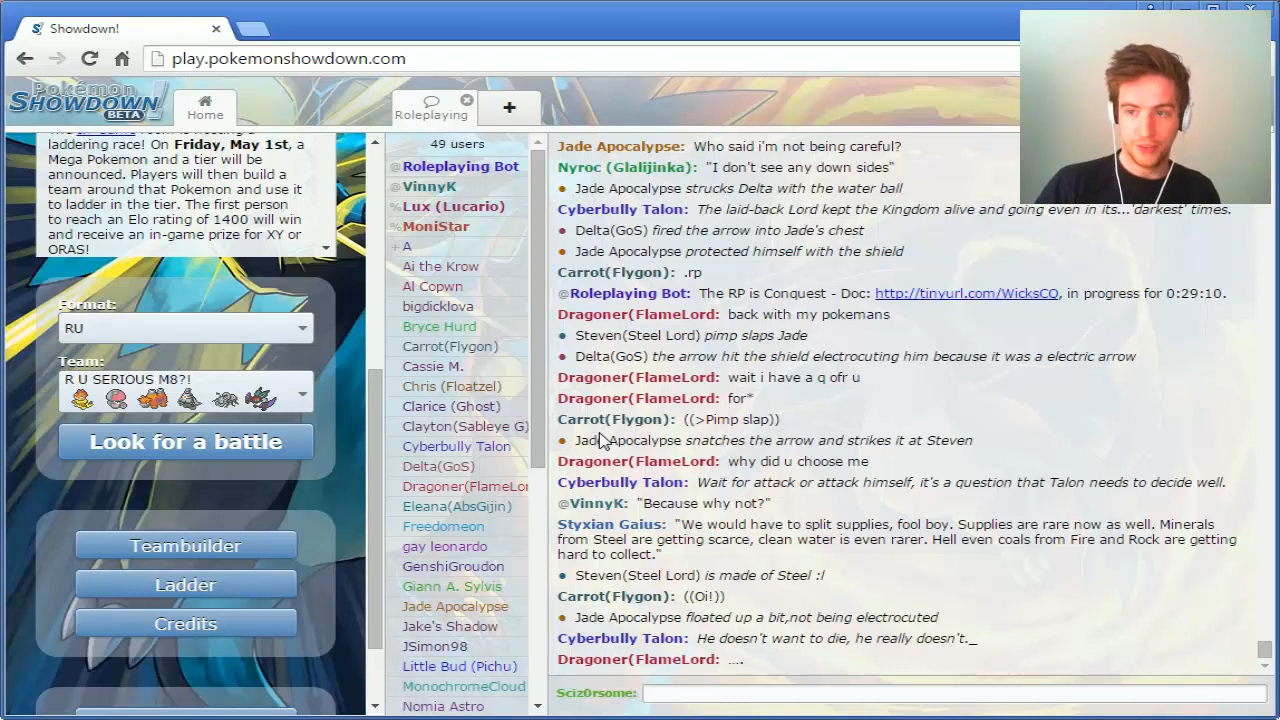 Showdown!
play.pokemonshowdown.com
Pokémon
SHOWDOWN
BETA
Home
Roleplaying
laddering race! On Friday, May 1st, a
Mega Pokemon and a tier will be
announced. Players will then build a
team around that Pokemon and use it
to ladder in the tier. The first person
to reach an Elo rating of 1400 will win
and receive an in-game prize for XY or
ORAS!
Format:
RU
Team:
R U SERIOUS M8?!
Look for a battle
Teambuilder
Ladder
Credits
49 users
@Roleplaying Bot
@VinnyK
%Lux (Lucario)
%MoniStar
+A
Ai the Krow
Al Copwn
bigdicklova
Bryce Hurd
Carrot(Flygon)
Cassie M.
Chris (Floatzel)
Clarice (Ghost)
Clayton(Sableye G)
Cyberbully Talon
Delta(GoS)
Dragoner(FlameLor
Eleana(AbsGijin)
Freedomeon
gay leonardo
GenshiGroudon
Giann A. Sylvis
Jade Apocalypse
Jake's Shadow
JSimon98
Little Bud (Pichu)
MonochromeCloud
Nomia Astro
Jade Apocalypse: Who said i'm not being careful?
Nyroc (Glalijinka): "I don't see any down sides"
• Jade Apocalypse strucks Delta with the water ball
Cyberbully Talon: The laid-back Lord kept the Kingdom alive and going even in its...'darkest' times.
• Delta(GoS) fired the arrow into Jade's chest
• Jade Apocalypse protected himself with the shield
Carrot(Flygon): .rp
@Roleplaying Bot: The RP is Conquest - Doc: http://tinyurl.com/WicksCQ, in progress for 0:29:10.
Dragoner(FlameLord: back with my pokemans
• Steven(Steel Lord) pimp slaps Jade
• Delta(GoS) the arrow hit the shield electrocuting him because it was a electric arrow
Dragoner(FlameLord: wait i have a q ofr u
Dragoner(FlameLord: for*
Carrot(Flygon): ((>Pimp slap))
• Jade Apocalypse snatches the arrow and strikes it at Steven
Dragoner(FlameLord: why did u choose me
Cyberbully Talon: Wait for attack or attack himself, it's a question that Talon needs to decide well.
@VinnyK: "Because why not?"
Styxian Gaius: "We would have to split supplies, fool boy. Supplies are rare now as well. Minerals
from Steel are getting scarce, clean water is even rarer. Hell even coals from Fire and Rock are getting
hard to collect."
• Steven(Steel Lord) is made of Steel :l
Carrot(Flygon): ((Oi!))
• Jade Apocalypse floated up a bit,not being electrocuted
Cyberbully Talon: He doesn't want to die, he really doesn't._
Dragoner(FlameLord: ....
Sciz0rsome: